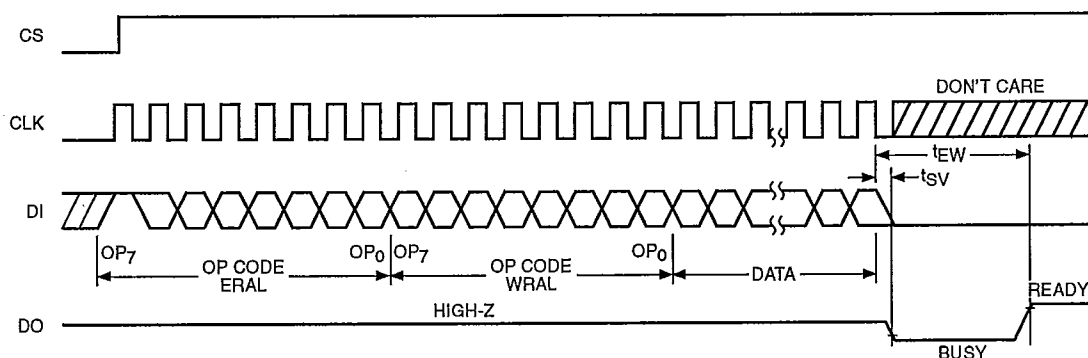 CS
DON'T CARE
CLK
tEW
tSV
DI
OP7
OP0
OP7
OP0
OP CODE
ERAL
OP CODE
WRAL
DATA
READY
HIGH-Z
DO
BUSY